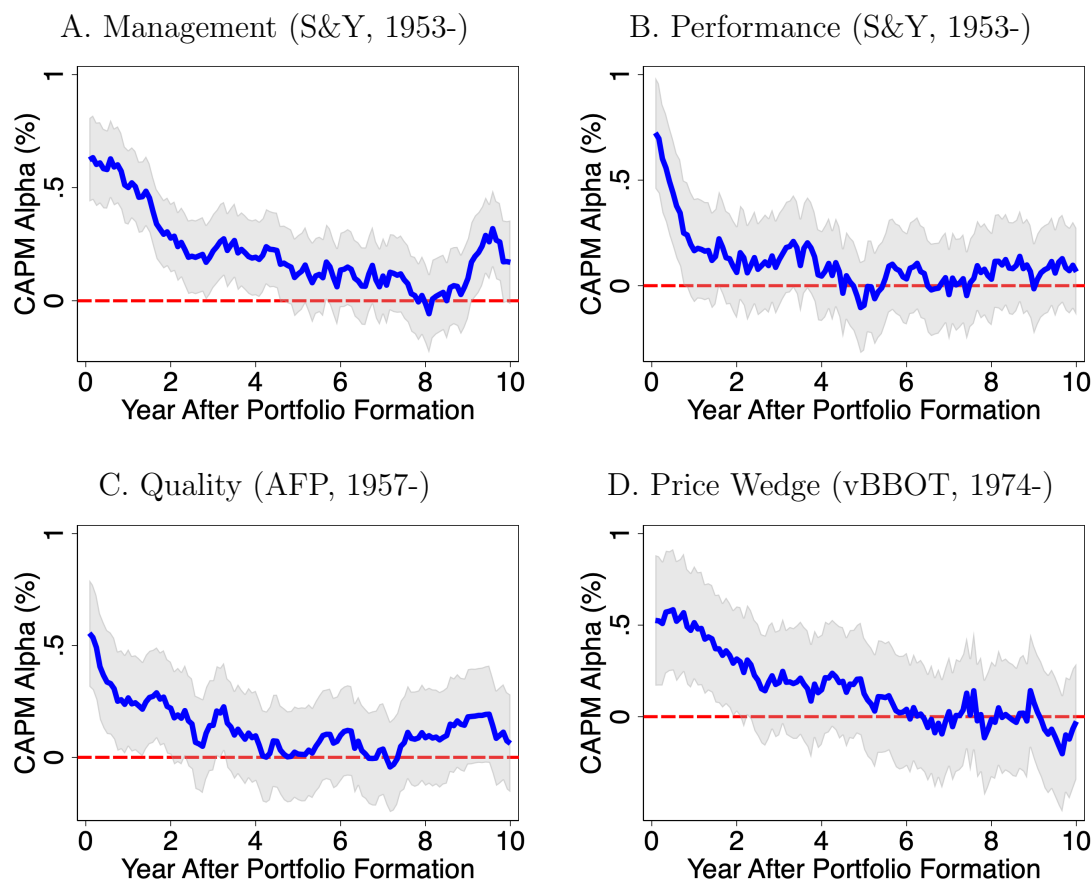 A. Management (S&Y, 1953-)
CAPM Alpha (%)
1
.5
0
0 2 4 6 8 10
Year After Portfolio Formation
B. Performance (S&Y, 1953-)
CAPM Alpha (%)
1
.5
0
0 2 4 6 8 10
Year After Portfolio Formation
C. Quality (AFP, 1957-)
CAPM Alpha (%)
1
.5
0
0 2 4 6 8 10
Year After Portfolio Formation
D. Price Wedge (vBBOT, 1974-)
CAPM Alpha (%)
1
.5
0
0 2 4 6 8 10
Year After Portfolio Formation